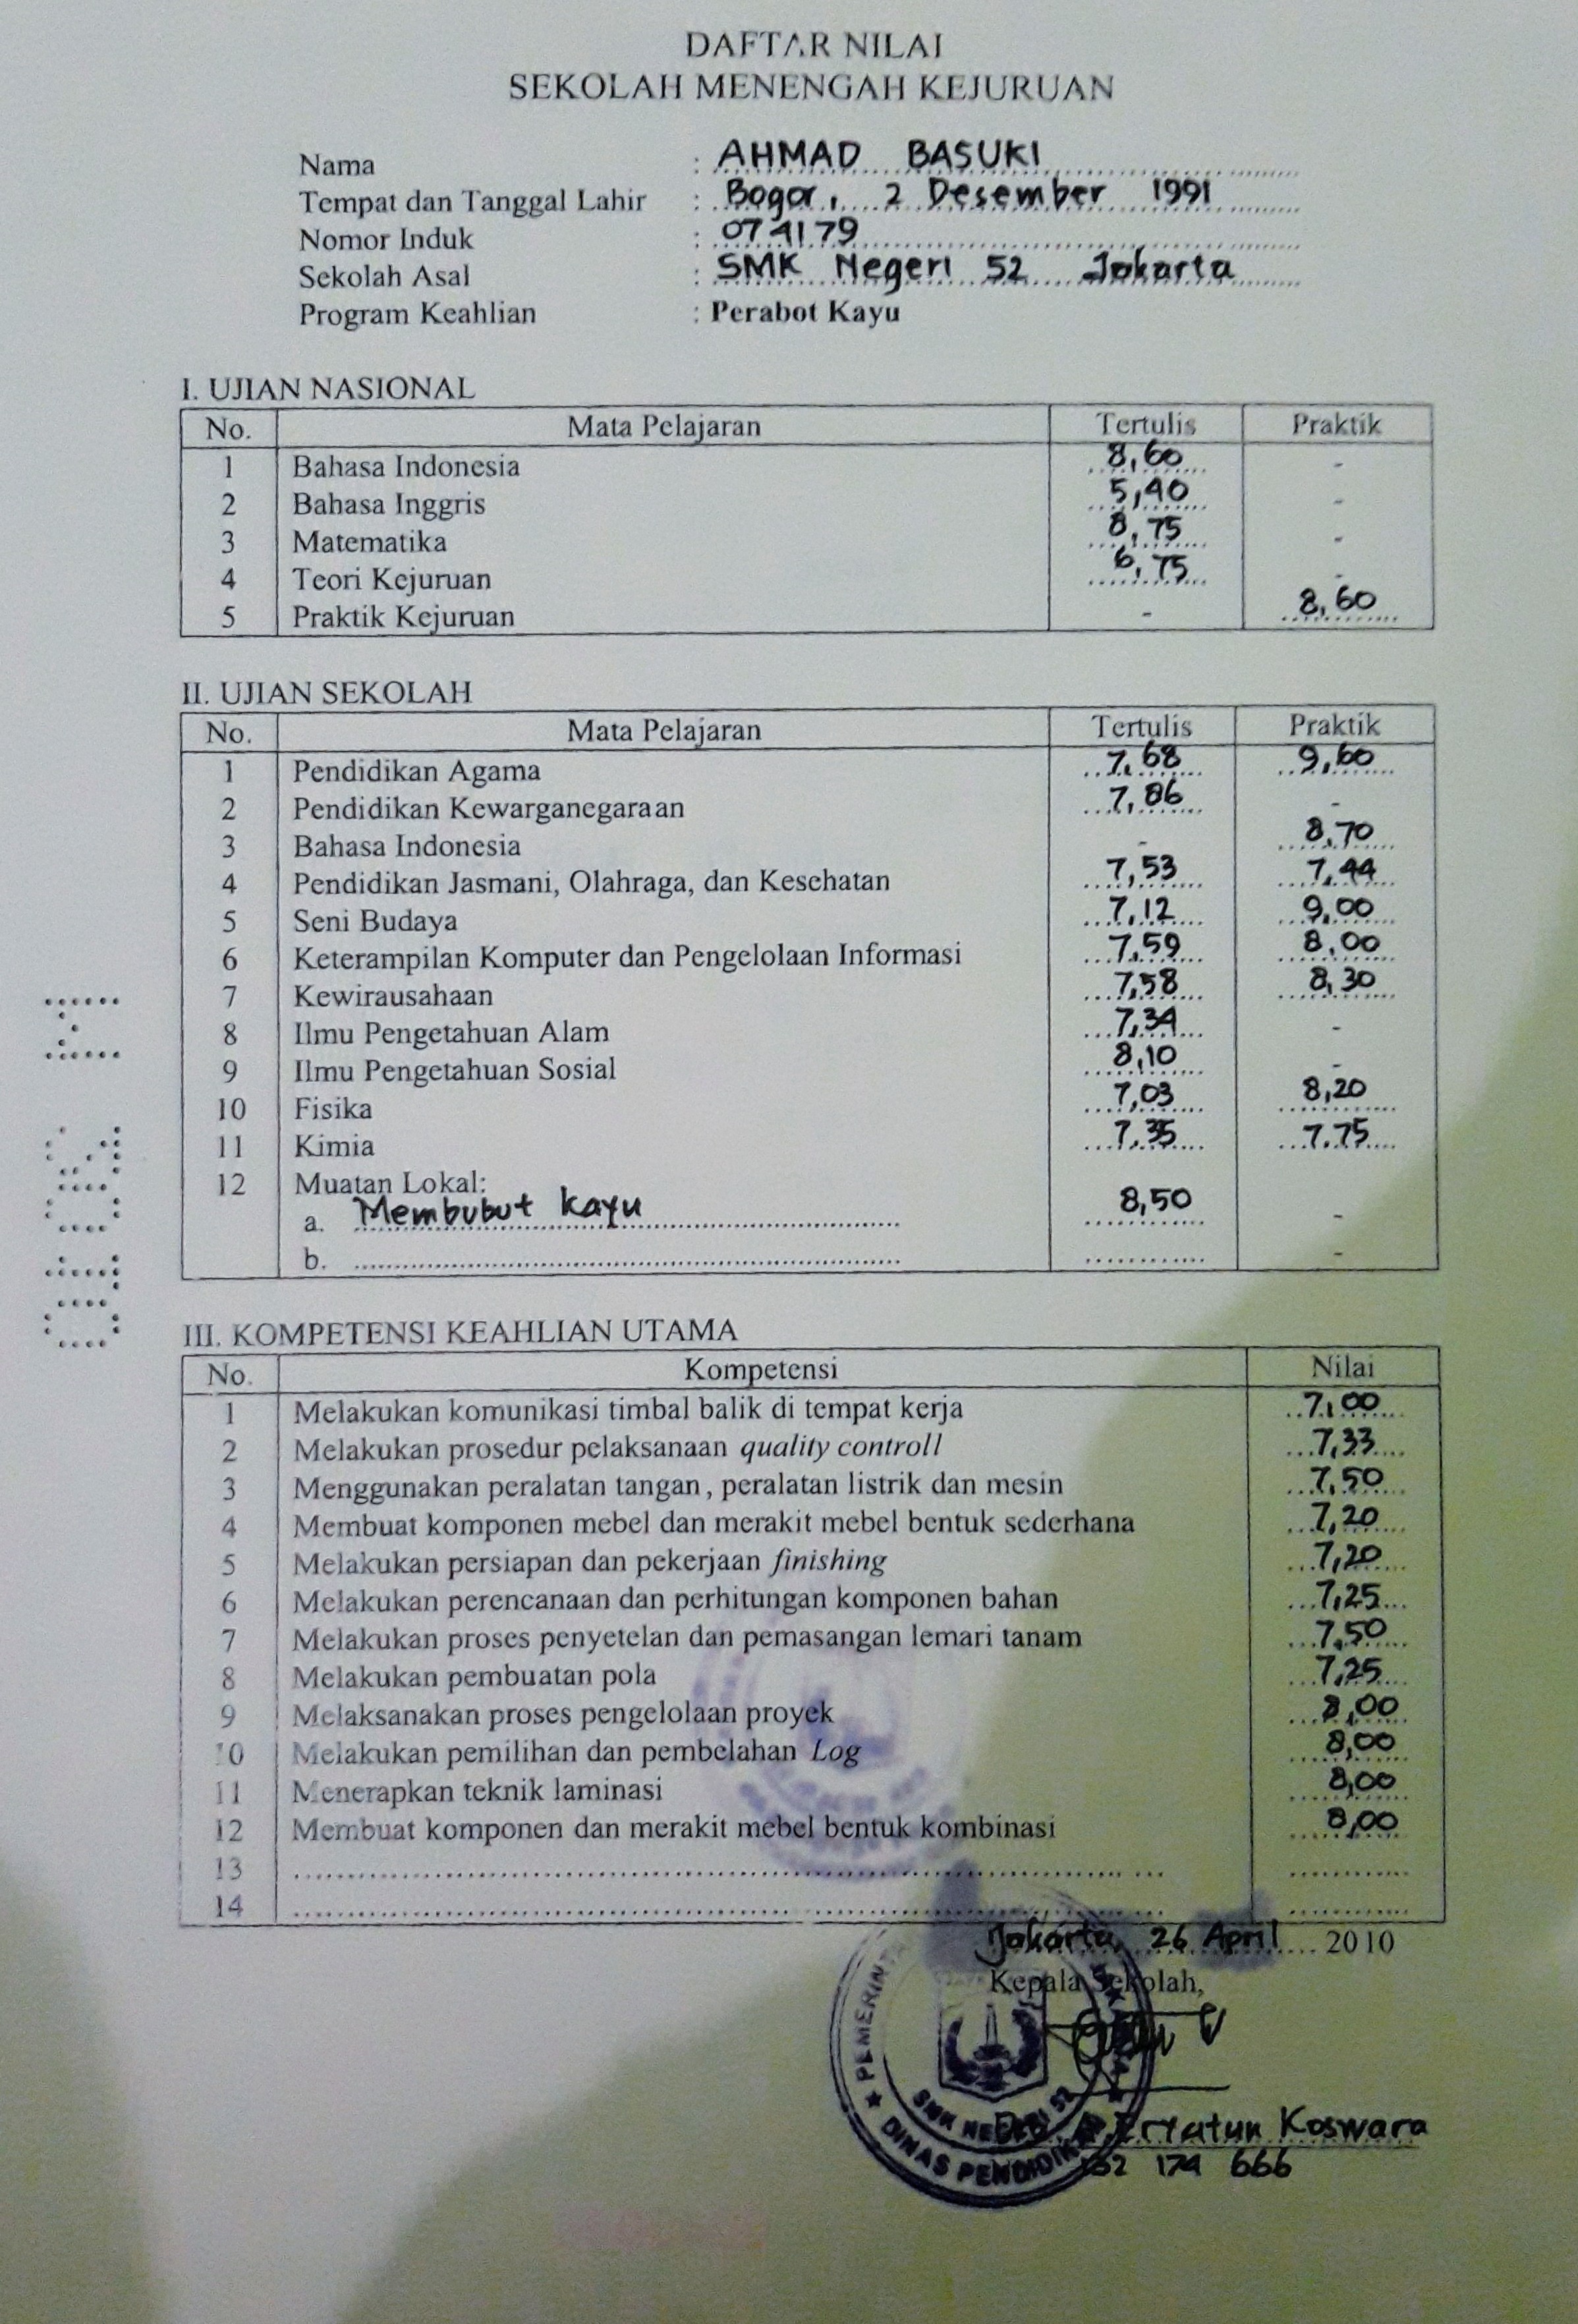 DAFTAR NILAI
SEKOLAH MENENGAH KEJURUAN
Nama : AHMAD BASUKI
Tempat dan Tanggal Lahir : Bogor, 2 Desember 1991
Nomor Induk : 074179
Sekolah Asal : SMK Negeri 52 Jakarta
Program Keahlian : Perabot Kayu
I. UJIAN NASIONAL
No. Mata Pelajaran Tertulis Praktik
1 Bahasa Indonesia 8,60 -
2 Bahasa Inggris 5,40 -
3 Matematika 8,75 -
4 Teori Kejuruan 6,75 -
5 Praktik Kejuruan - 8,60
II. UJIAN SEKOLAH
No. Mata Pelajaran Tertulis Praktik
1 Pendidikan Agama 7,68 9,60
2 Pendidikan Kewarganegaraan 7,86 -
3 Bahasa Indonesia - 8,70
4 Pendidikan Jasmani, Olahraga, dan Kesehatan 7,53 7,44
5 Seni Budaya 7,12 9,00
6 Keterampilan Komputer dan Pengelolaan Informasi 7,59 8,00
7 Kewirausahaan 7,58 8,30
8 Ilmu Pengetahuan Alam 7,34 -
9 Ilmu Pengetahuan Sosial 8,10 -
10 Fisika 7,03 8,20
11 Kimia 7,35 7,75
12 Muatan Lokal:
a. Membubut Kayu 8,50 -
b. -
III. KOMPETENSI KEAHLIAN UTAMA
No. Kompetensi Nilai
1 Melakukan komunikasi timbal balik di tempat kerja 7,00
2 Melakukan prosedur pelaksanaan quality controll 7,33
3 Menggunakan peralatan tangan, peralatan listrik dan mesin 7,50
4 Membuat komponen mebel dan merakit mebel bentuk sederhana 7,20
5 Melakukan persiapan dan pekerjaan finishing 7,20
6 Melakukan perencanaan dan perhitungan komponen bahan 7,25
7 Melakukan proses penyetelan dan pemasangan lemari tanam 7,50
8 Melakukan pembuatan pola 7,25
9 Melaksanakan proses pengelolaan proyek 8,00
10 Melakukan pemilihan dan pembelahan Log 8,00
11 Menerapkan teknik laminasi 8,00
12 Membuat komponen dan merakit mebel bentuk kombinasi 8,00
13
14
Jakarta, 26 April 2010
Kepala Sekolah,
SMK NEGERI 52
DINAS PENDIDIKAN
Koswara
174 666